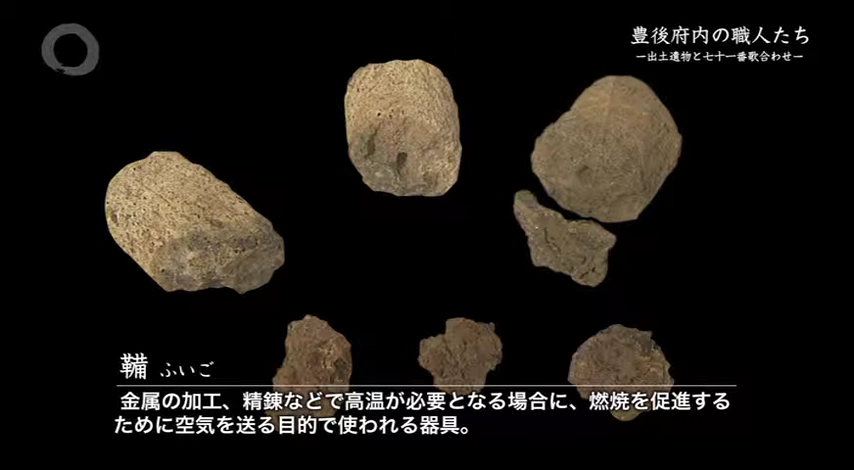 豊後府内の職人たち
ー出土遺物と七十一番歌合わせー
鞴 ふいご
金属の加工、精錬などで高温が必要となる場合に、燃焼を促進する
ために空気を送る目的で使われる器具。